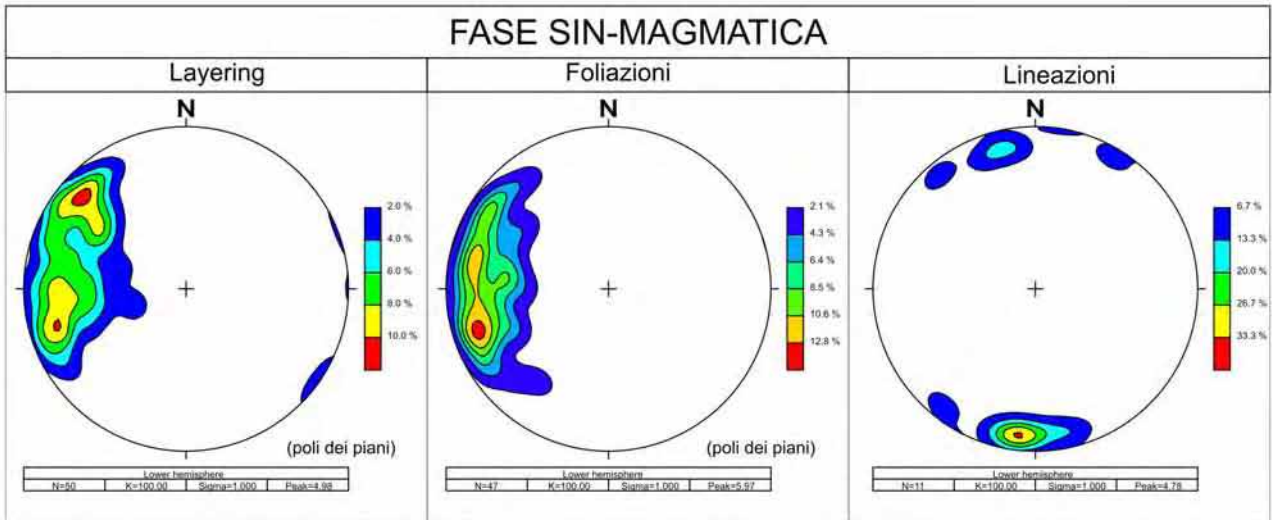 FASE SIN-MAGMATICA
Layering
Foliazioni
Lineazioni
N
2.0 %
4.0 %
6.0 %
8.0 %
10.0 %
(poli dei piani)
Lower hemisphere
N=50 K=100.00 Sigma=1.000 Peak=4.98
N
2.1 %
4.3 %
6.4 %
8.5 %
10.6 %
12.8 %
(poli dei piani)
Lower hemisphere
N=47 K=100.00 Sigma=1.000 Peak=5.97
N
6.7 %
13.3 %
20.0 %
26.7 %
33.3 %
Lower hemisphere
N=11 K=100.00 Sigma=1.000 Peak=4.78